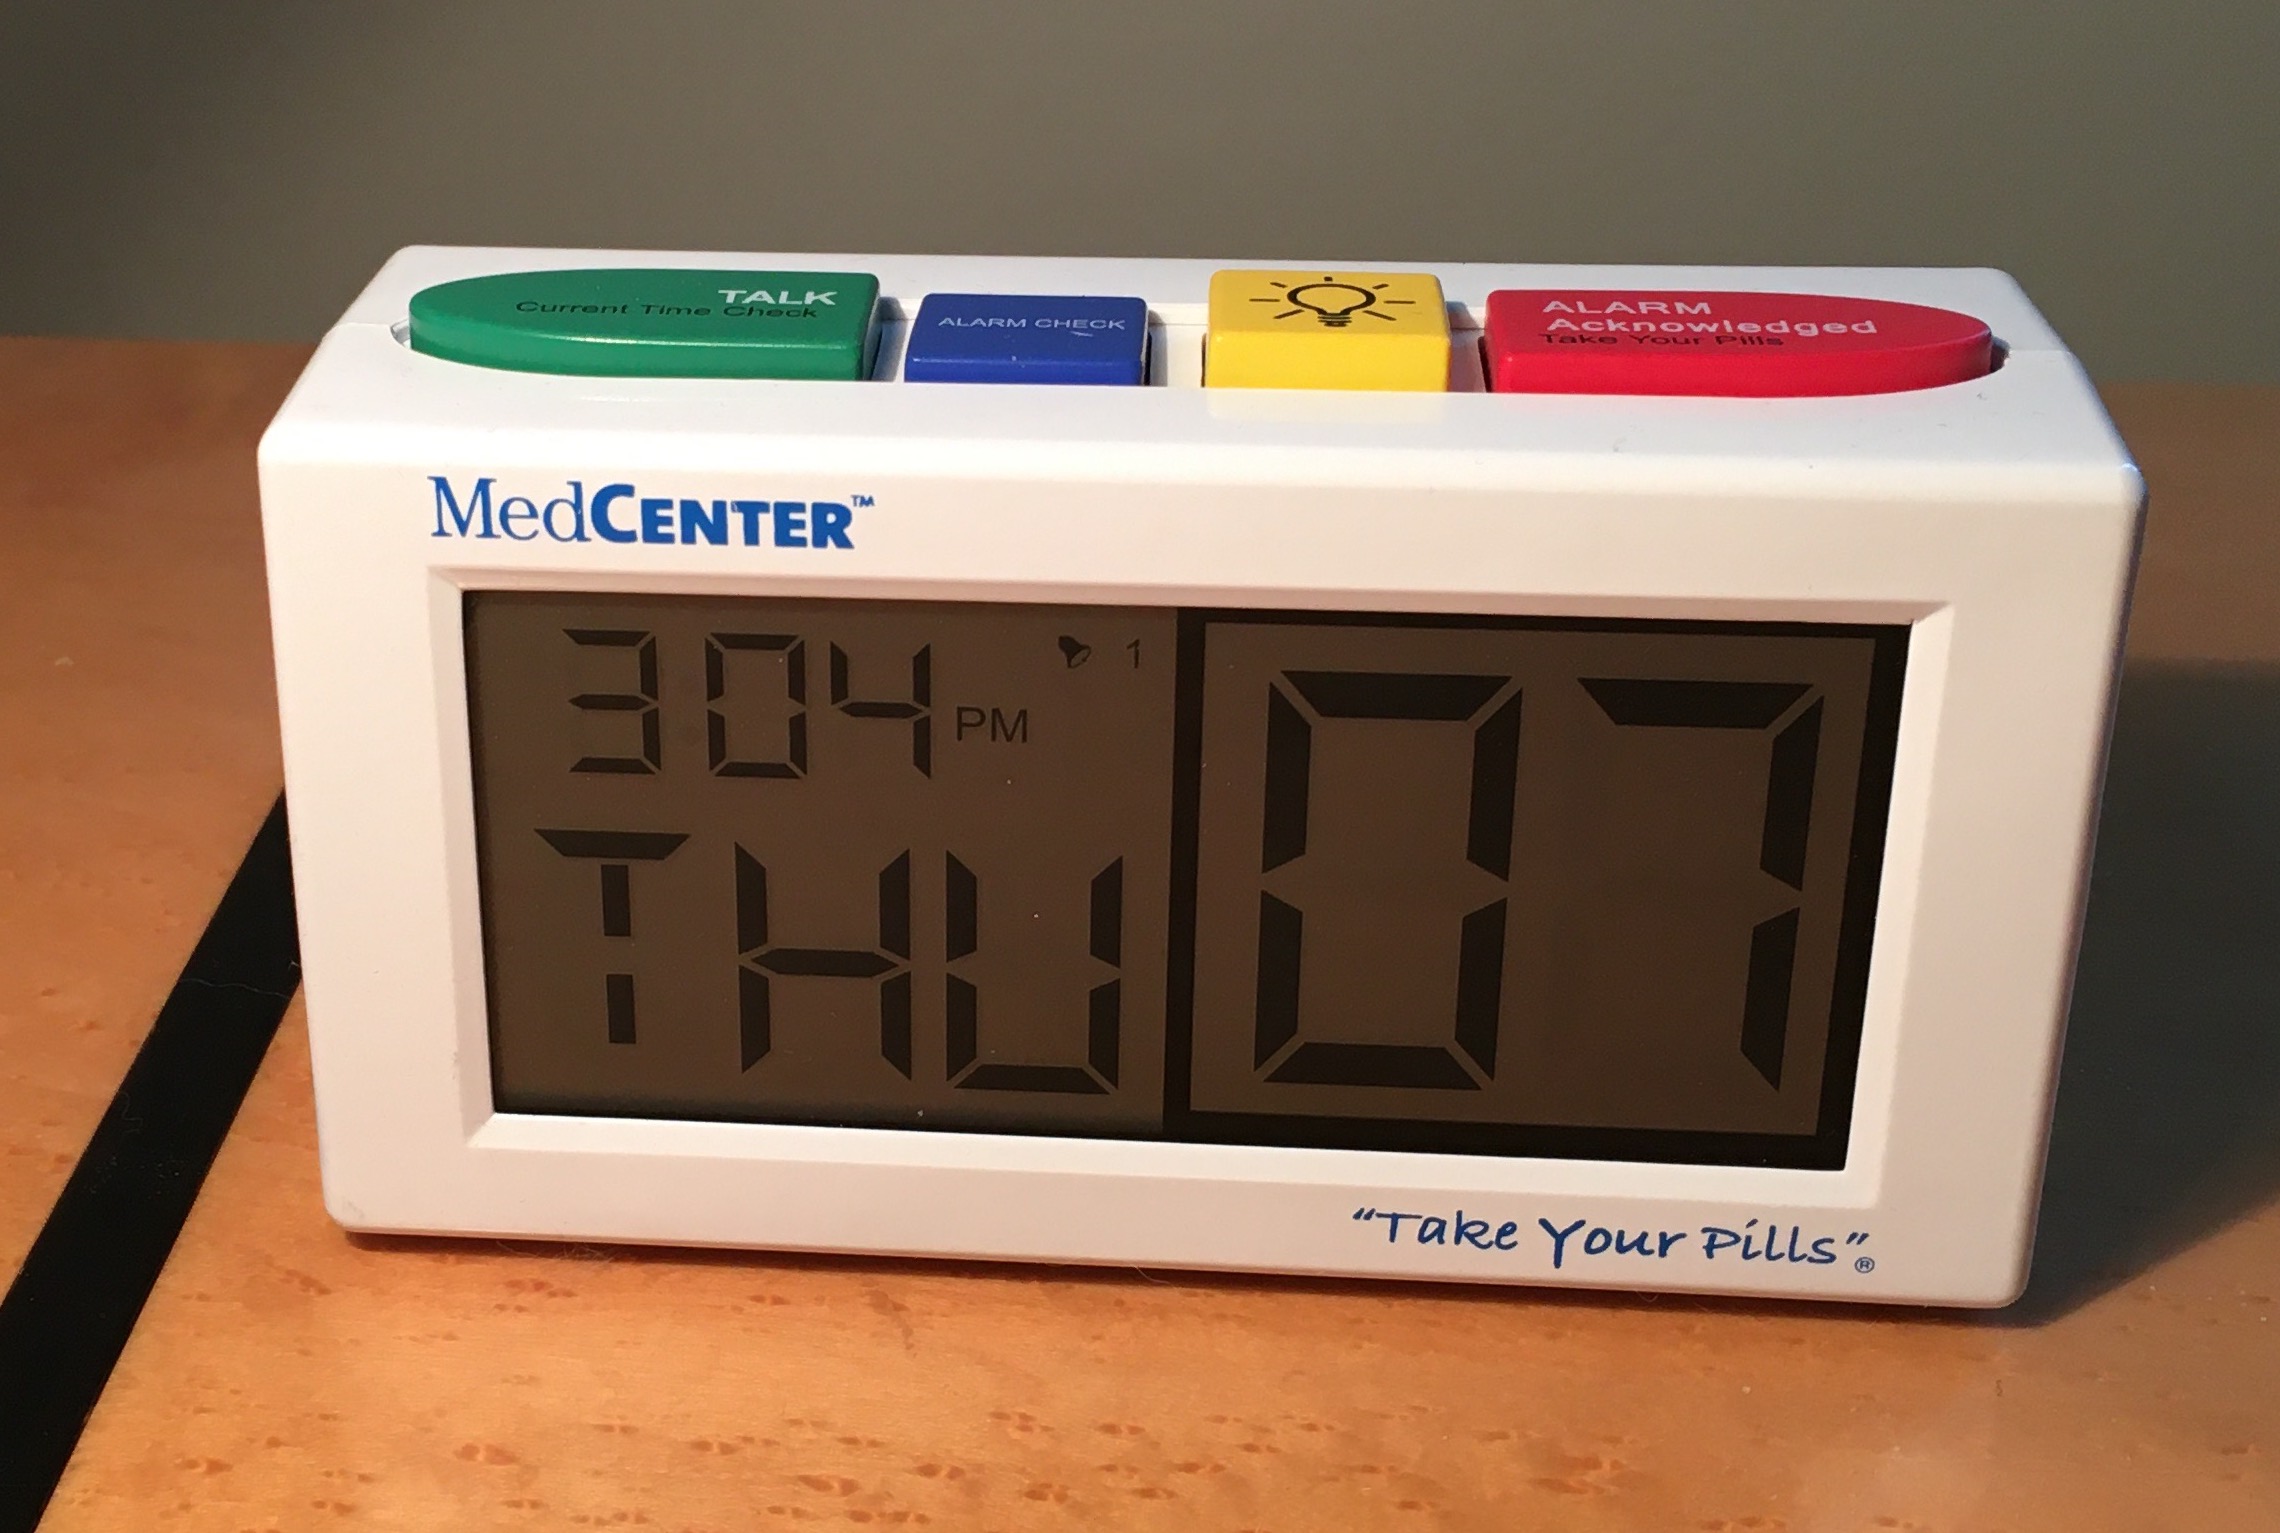 TALK
Current Time Check
ALARM CHECK
ALARM
Acknowledged
Take Your Pills
MedCENTER™
304 PM 1
THU
07
"Take Your Pills"®